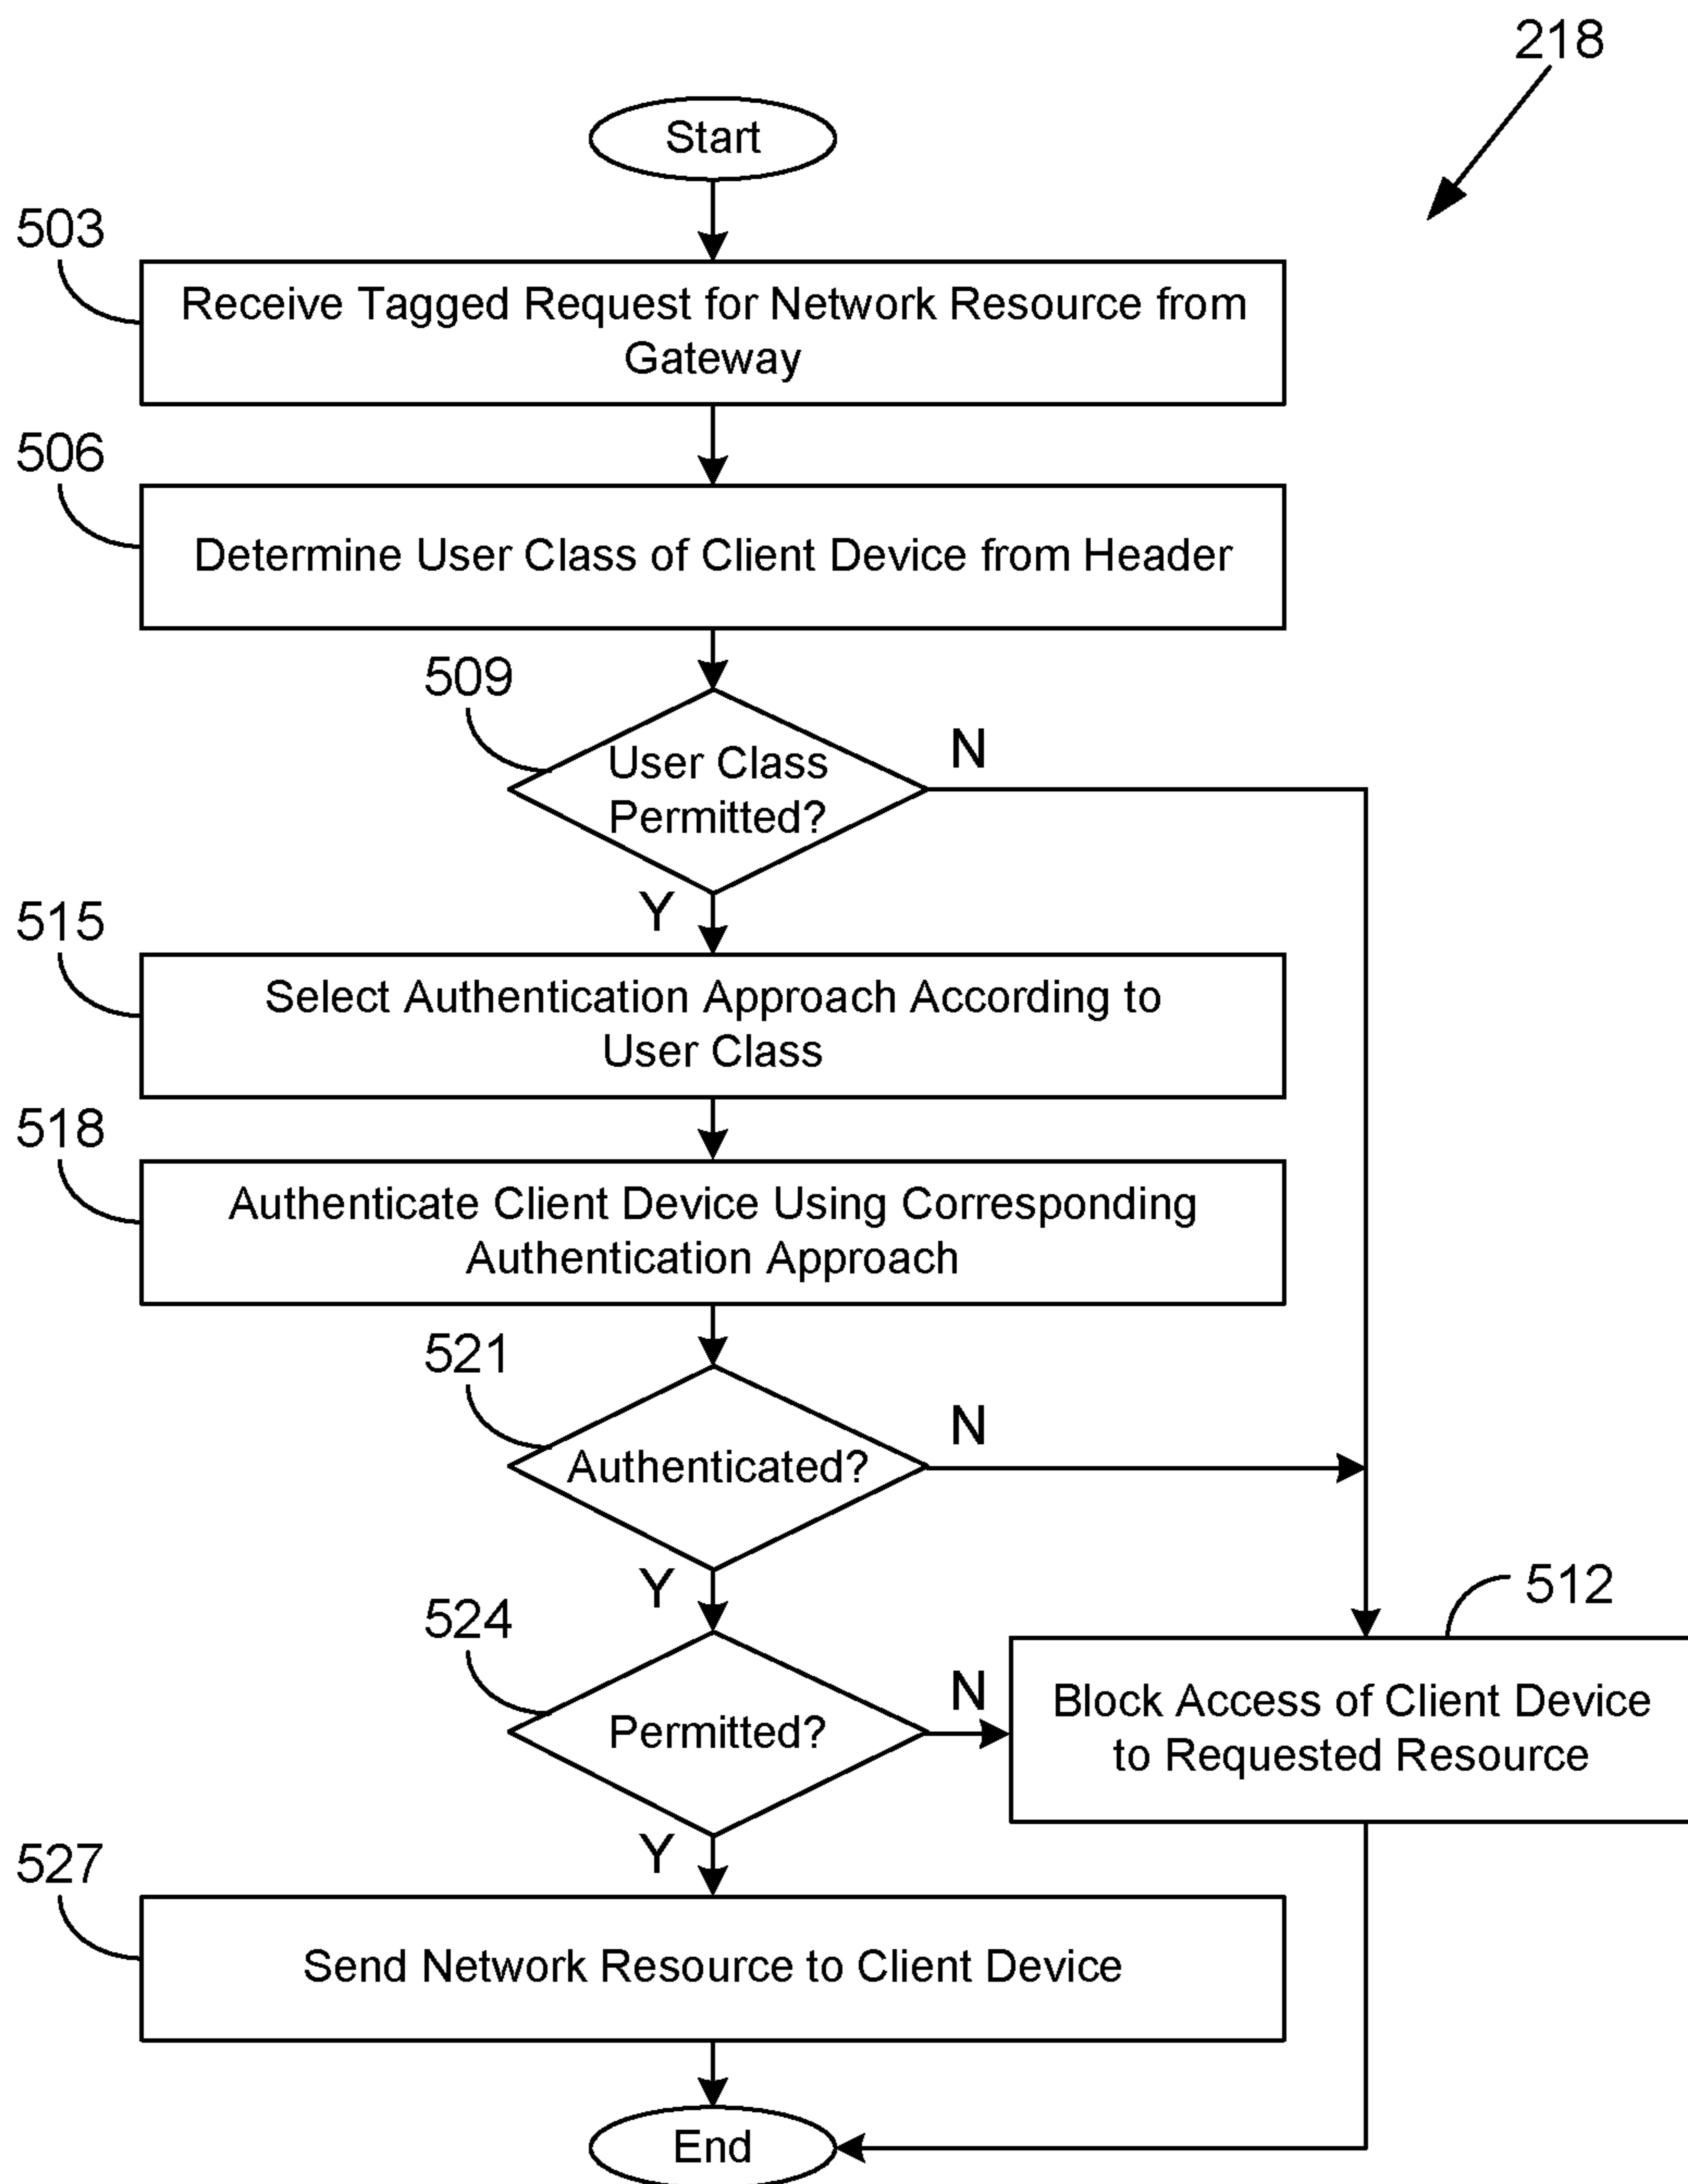 218
Start
503
Receive Tagged Request for Network Resource from
Gateway
506
Determine User Class of Client Device from Header
509
User Class
Permitted?
N
Y
515
Select Authentication Approach According to
User Class
518
Authenticate Client Device Using Corresponding
Authentication Approach
521
Authenticated?
N
Y
512
524
Permitted?
N
Block Access of Client Device
to Requested Resource
Y
527
Send Network Resource to Client Device
End